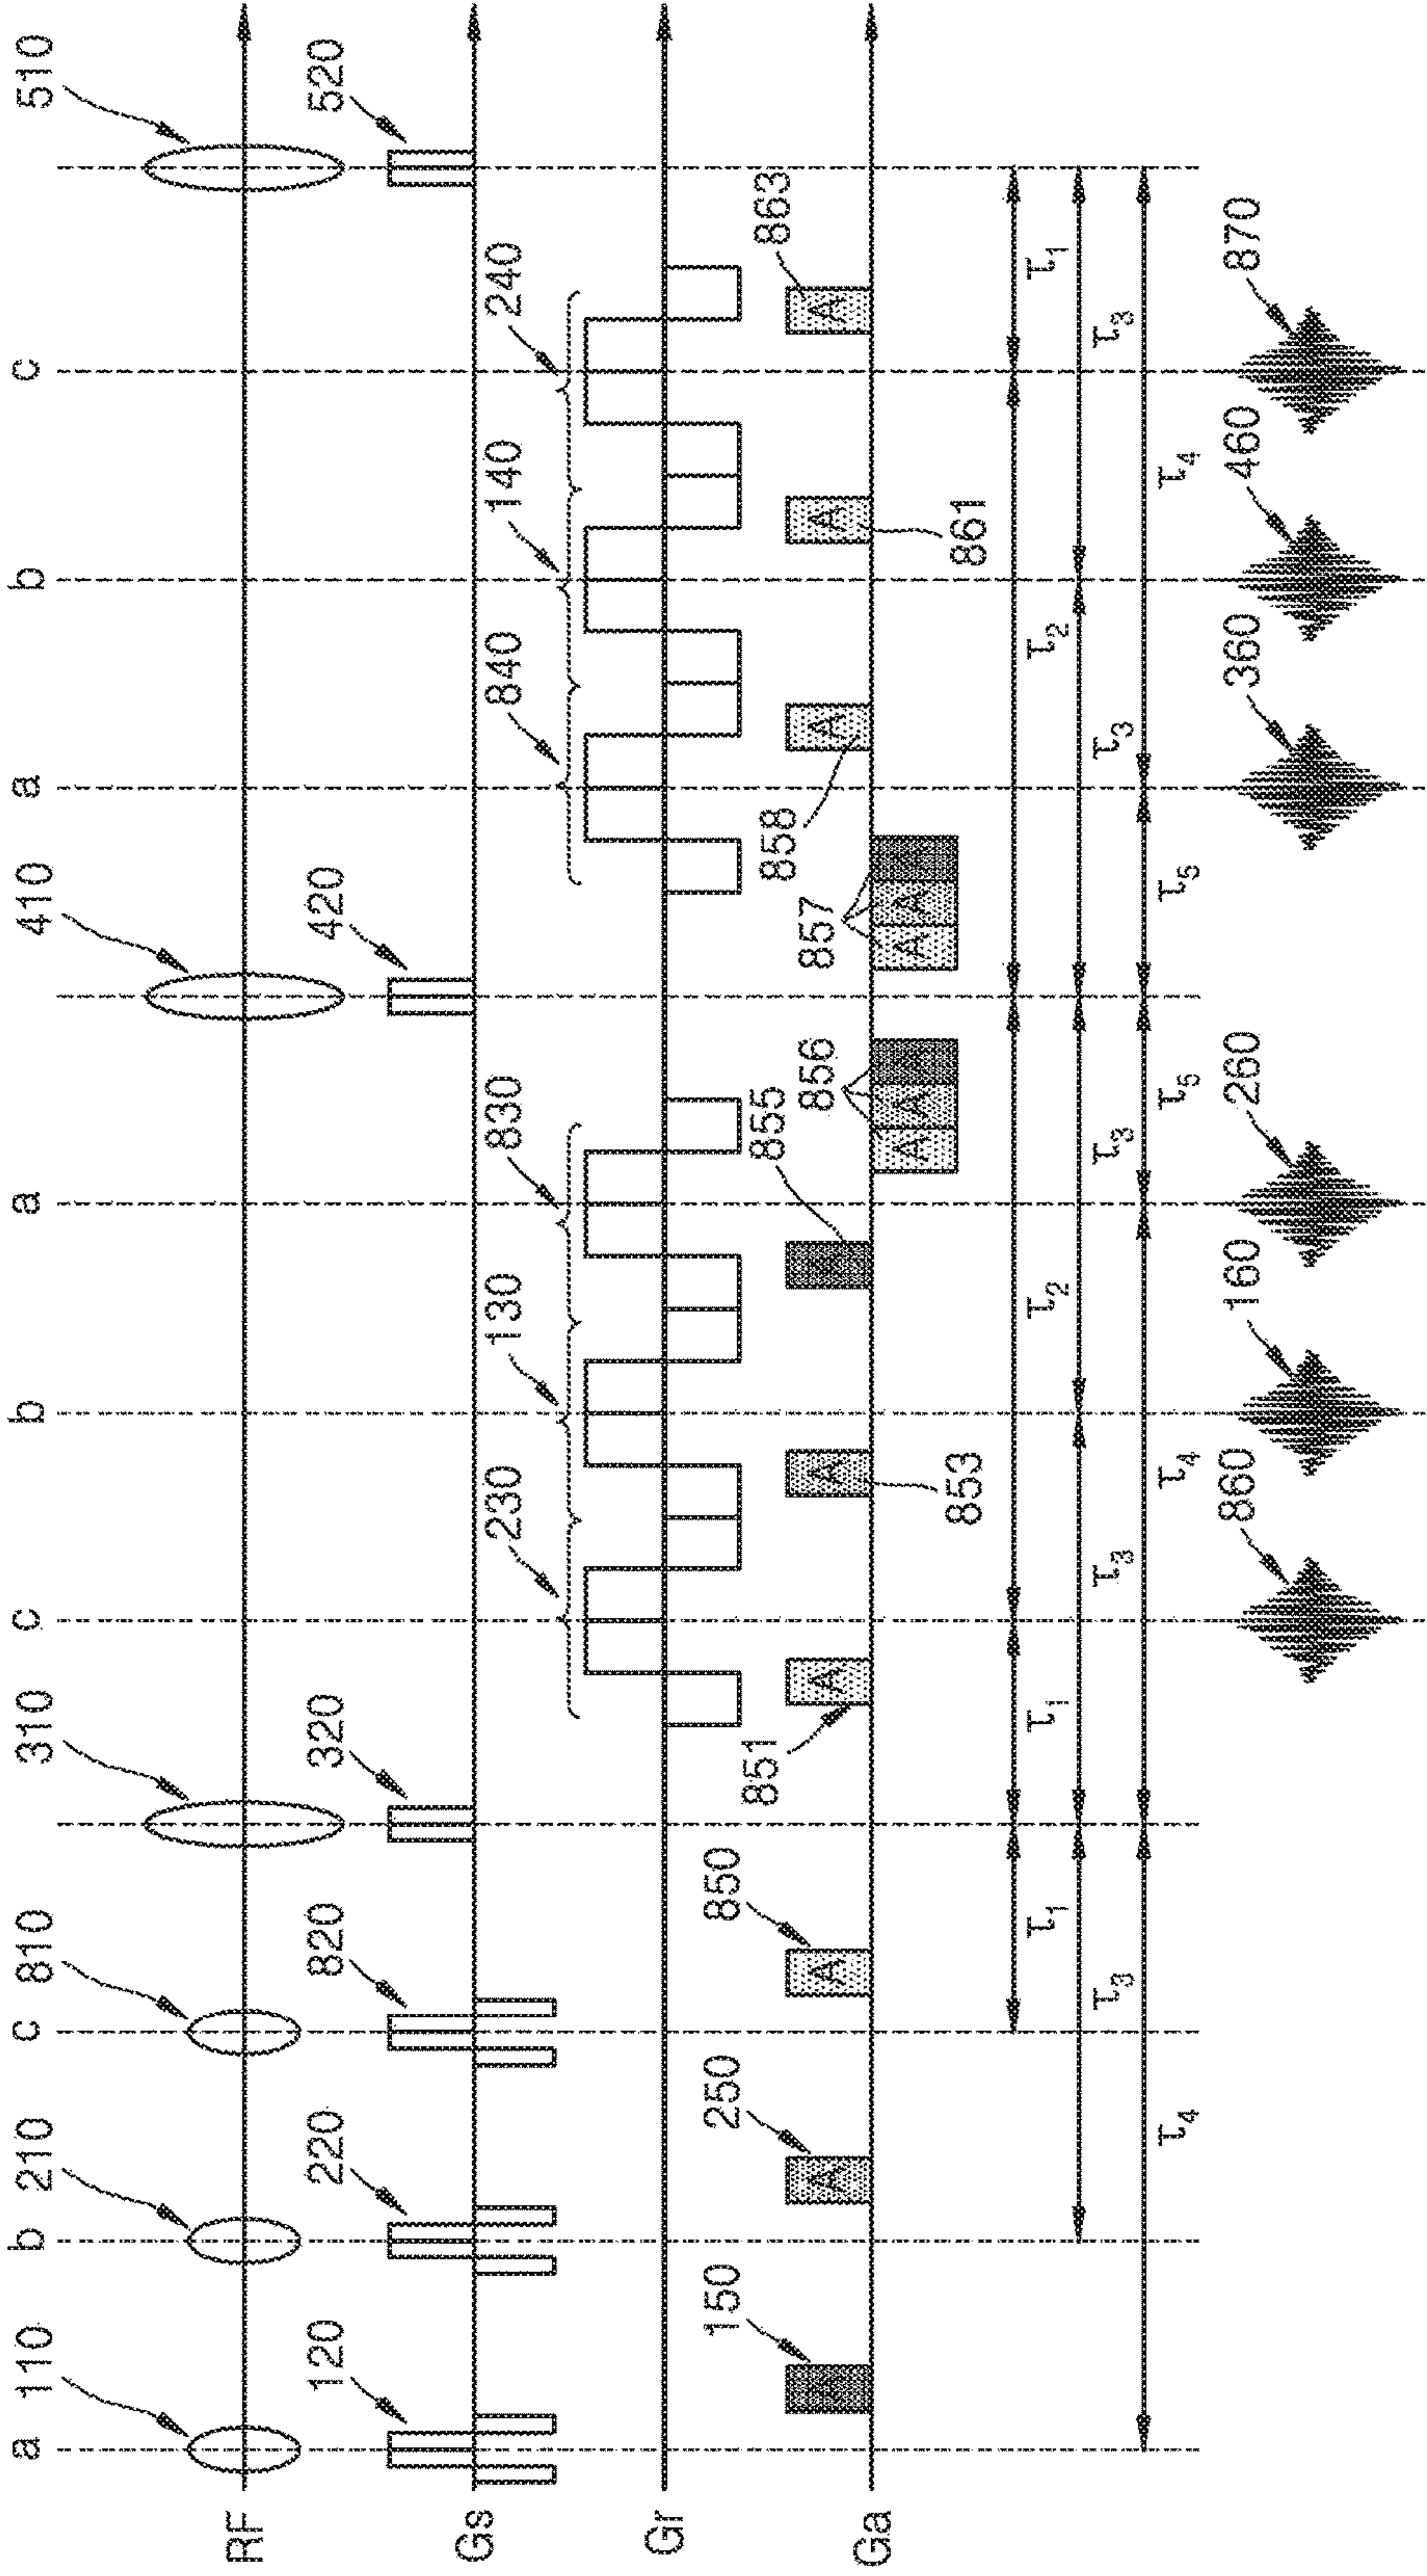 a b c c b a a b c
110 210 810 310 410 510
RF
120 220 820 320 420 520
Gs
230 130 830 840 140 240
Gr
150 250 850 851 855 856 857 858 863
A A A A A A A A A A A A
Ga
853 861
τ₁ τ₁ τ₂ τ₂ τ₁
τ₃ τ₃ τ₃ τ₃ τ₃
τ₄ τ₄ τ₅ τ₅ τ₄
860 160 260 360 460 870